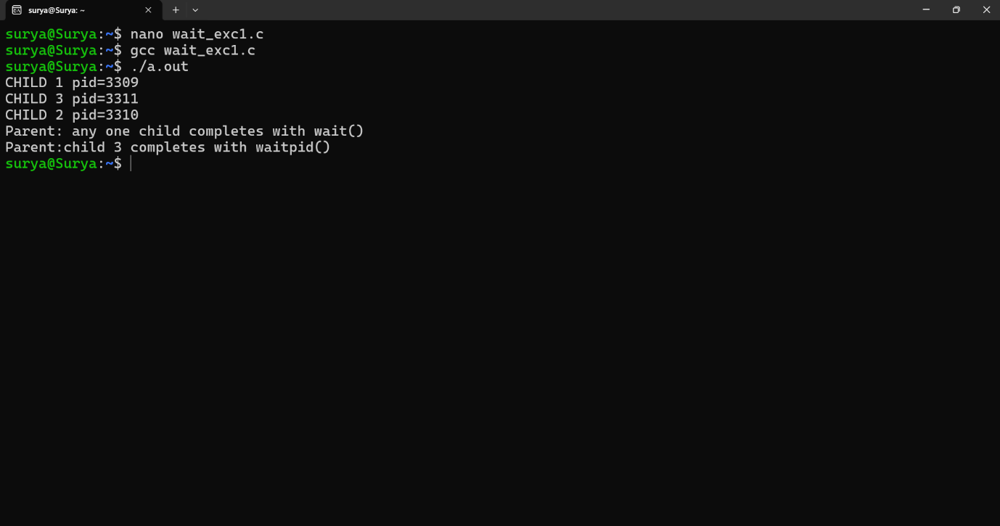 surya@Surya: ~
surya@Surya:~$ nano wait_exc1.c
surya@Surya:~$ gcc wait_exc1.c
surya@Surya:~$ ./a.out
CHILD 1 pid=3309
CHILD 3 pid=3311
CHILD 2 pid=3310
Parent: any one child completes with wait()
Parent:child 3 completes with waitpid()
surya@Surya:~$